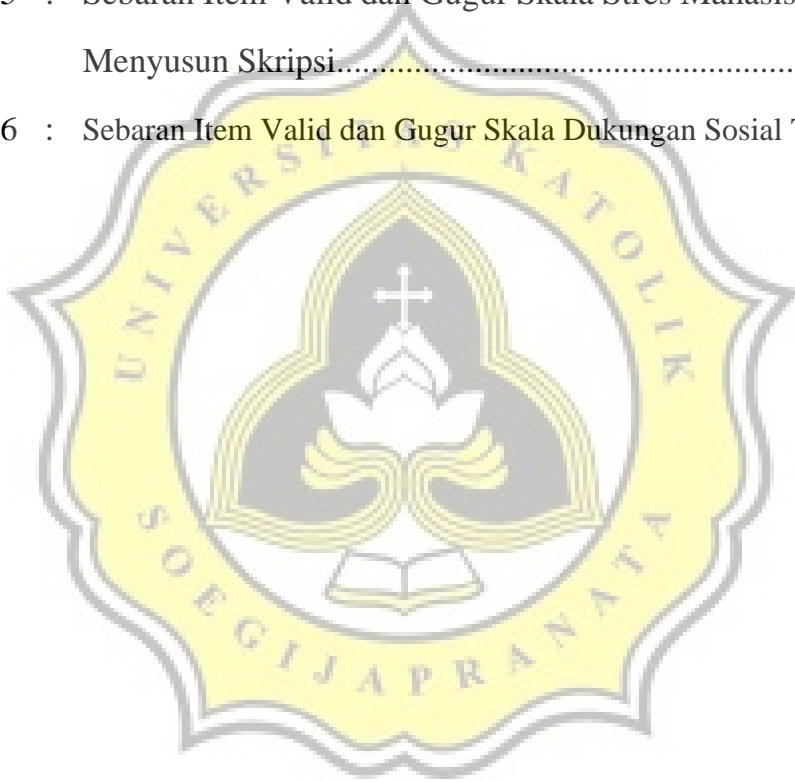 5 : Sebaran Item Valid dan Gugur Skala Stres Mahasis
Menyusun Skripsi..........................................................
6 : Sebaran Item Valid dan Gugur Skala Dukungan Sosial T
UNIVERSITAS KATOLIK
SOEGIJAPRANATA